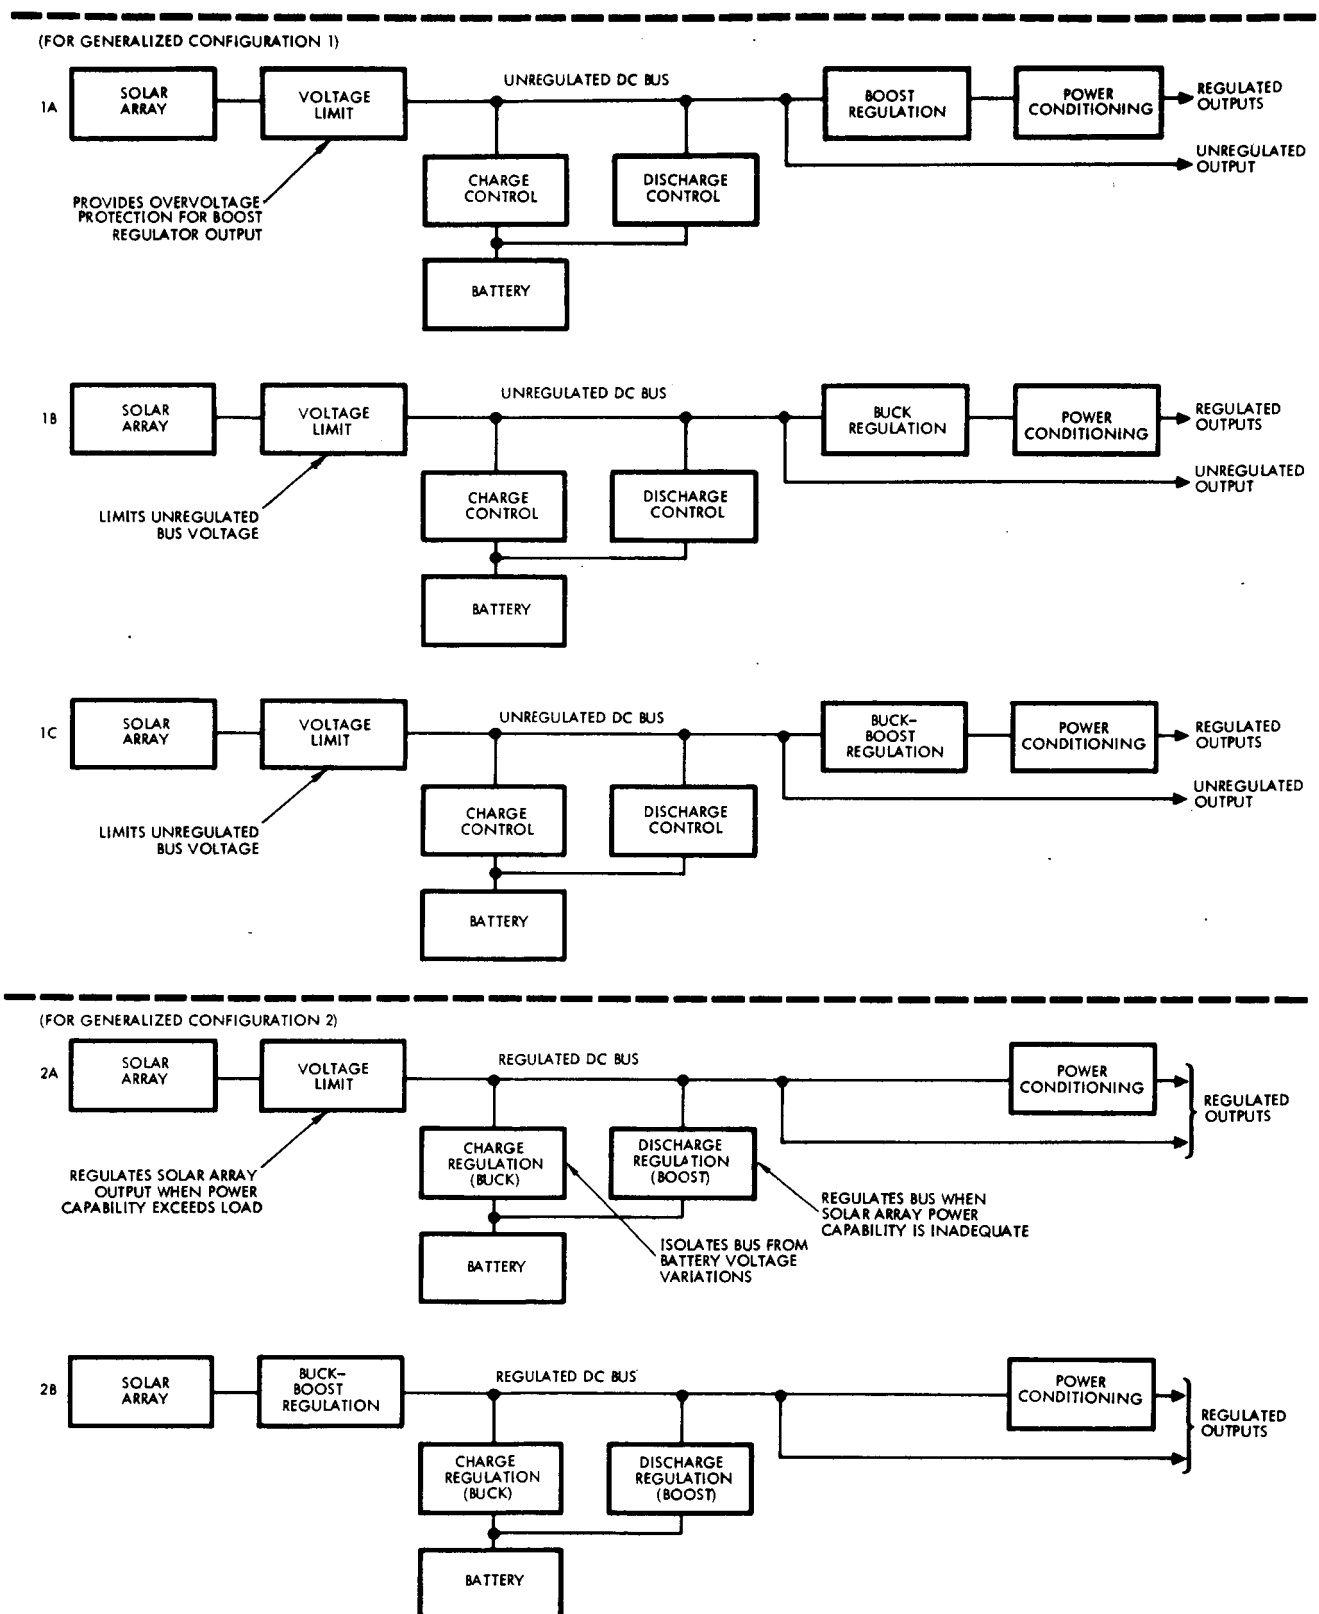 (FOR GENERALIZED CONFIGURATION 1)
1A
SOLAR
ARRAY
VOLTAGE
LIMIT
UNREGULATED DC BUS
BOOST
REGULATION
POWER
CONDITIONING
REGULATED
OUTPUTS
UNREGULATED
OUTPUT
CHARGE
CONTROL
DISCHARGE
CONTROL
PROVIDES OVERVOLTAGE
PROTECTION FOR BOOST
REGULATOR OUTPUT
BATTERY
1B
SOLAR
ARRAY
VOLTAGE
LIMIT
UNREGULATED DC BUS
BUCK
REGULATION
POWER
CONDITIONING
REGULATED
OUTPUTS
UNREGULATED
OUTPUT
CHARGE
CONTROL
DISCHARGE
CONTROL
LIMITS UNREGULATED
BUS VOLTAGE
BATTERY
1C
SOLAR
ARRAY
VOLTAGE
LIMIT
UNREGULATED DC BUS
BUCK-
BOOST
REGULATION
POWER
CONDITIONING
REGULATED
OUTPUTS
UNREGULATED
OUTPUT
CHARGE
CONTROL
DISCHARGE
CONTROL
LIMITS UNREGULATED
BUS VOLTAGE
BATTERY
(FOR GENERALIZED CONFIGURATION 2)
2A
SOLAR
ARRAY
VOLTAGE
LIMIT
REGULATED DC BUS
POWER
CONDITIONING
REGULATED
OUTPUTS
CHARGE
REGULATION
(BUCK)
DISCHARGE
REGULATION
(BOOST)
REGULATES SOLAR ARRAY
OUTPUT WHEN POWER
CAPABILITY EXCEEDS LOAD
REGULATES BUS WHEN
SOLAR ARRAY POWER
CAPABILITY IS INADEQUATE
ISOLATES BUS FROM
BATTERY VOLTAGE
VARIATIONS
BATTERY
2B
SOLAR
ARRAY
BUCK-
BOOST
REGULATION
REGULATED DC BUS
POWER
CONDITIONING
REGULATED
OUTPUTS
CHARGE
REGULATION
(BUCK)
DISCHARGE
REGULATION
(BOOST)
BATTERY